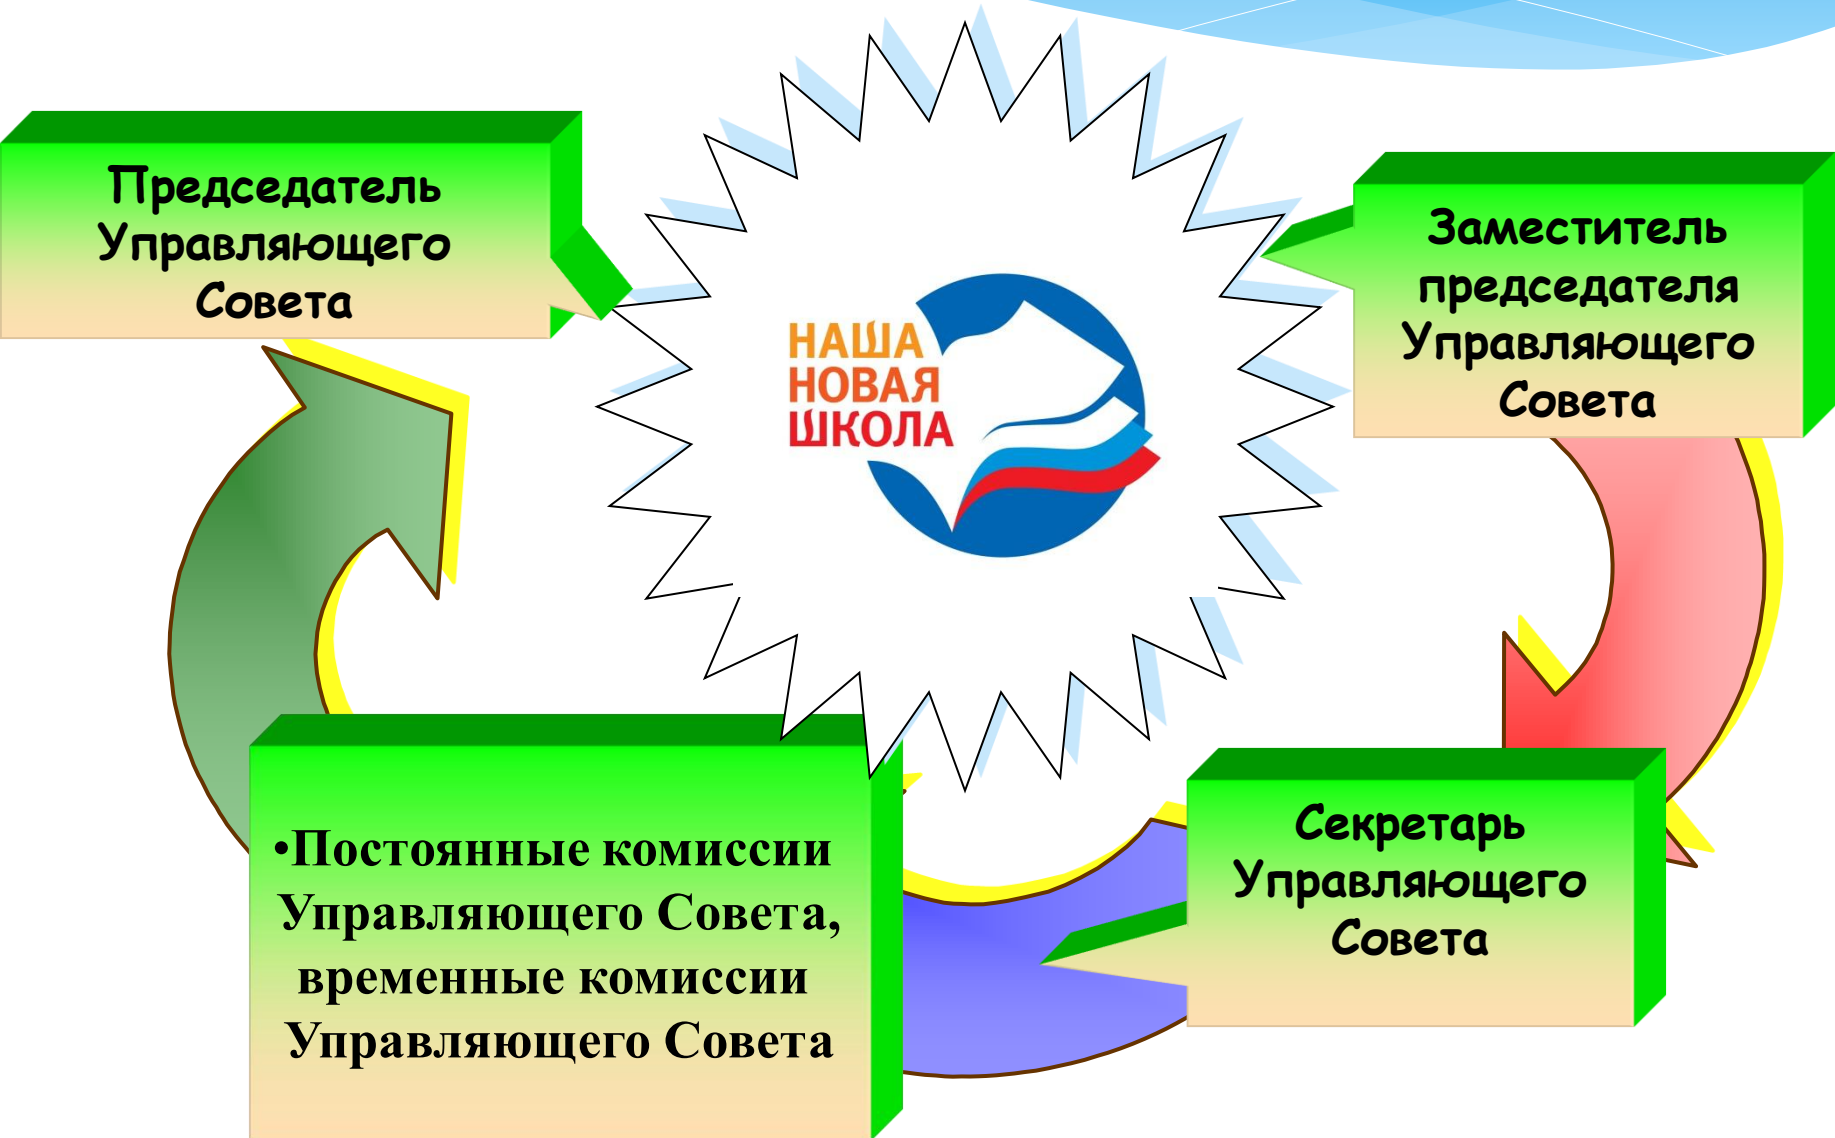 Председатель
Управляющего
Совета
НАША
НОВАЯ
ШКОЛА
Заместитель
председателя
Управляющего
Совета
•Постоянные комиссии
Управляющего Совета,
временные комиссии
Управляющего Совета
Секретарь
Управляющего
Совета